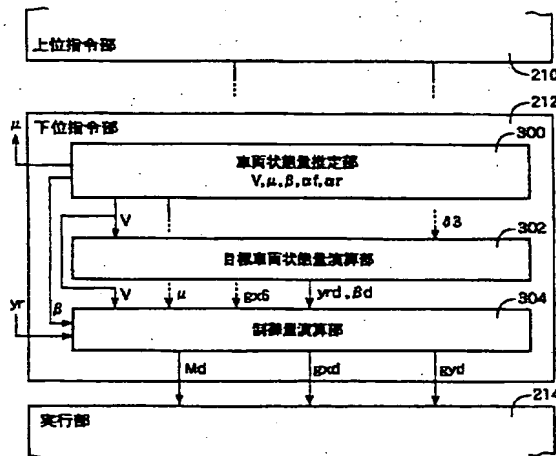 上位指令部
210
212
下位指令部
μ
300
車両状態量推定部
V,μ,β,αf,αr
V
δ3
302
目標車両状態量演算部
yr
β
V
μ
gx6
yrd,βd
304
制御量演算部
Md
gxd
gyd
214
実行部